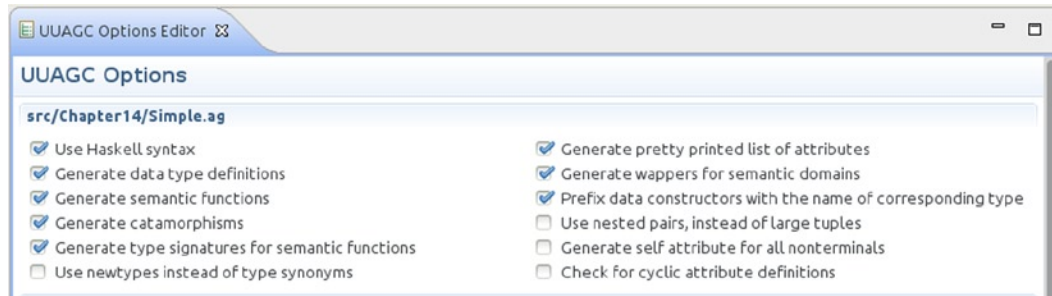 UUAGC Options Editor
UUAGC Options
src/Chapter14/Simple.ag
Use Haskell syntax
Generate data type definitions
Generate semantic functions
Generate catamorphisms
Generate type signatures for semantic functions
Use newtypes instead of type synonyms
Generate pretty printed list of attributes
Generate wappers for semantic domains
Prefix data constructors with the name of corresponding type
Use nested pairs, instead of large tuples
Generate self attribute for all nonterminals
Check for cyclic attribute definitions